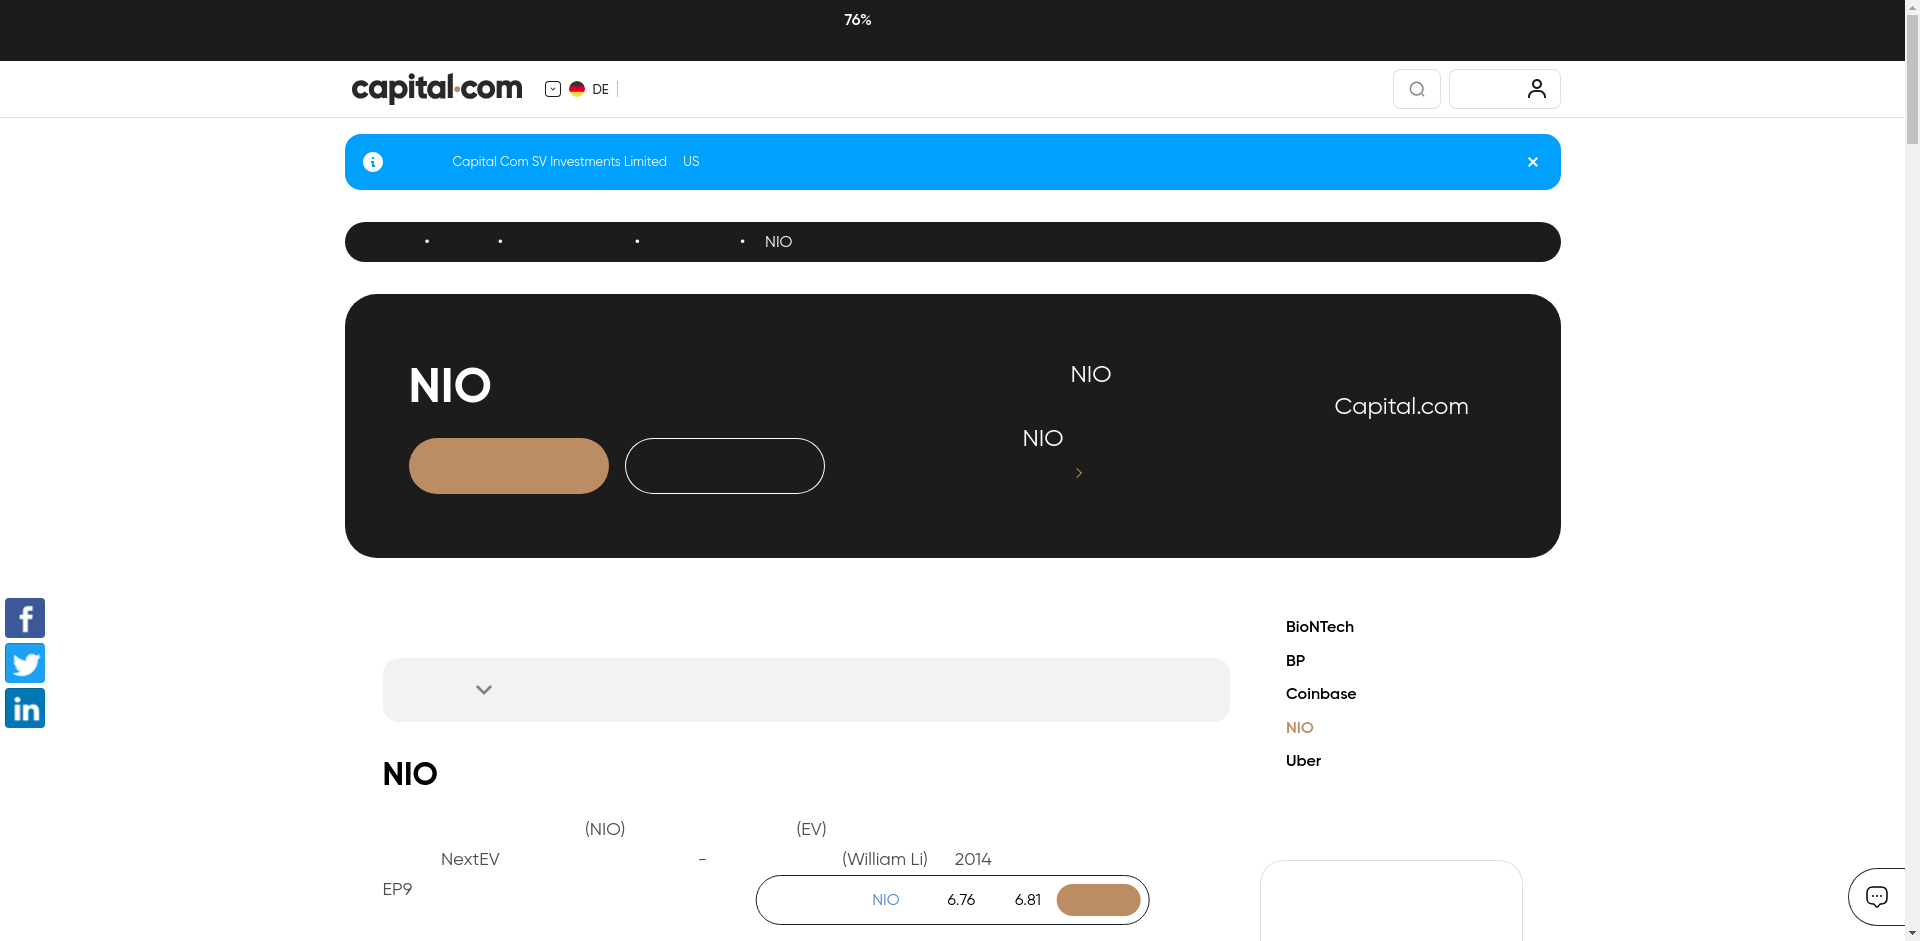 76%
capital.com
DE
Capital Com SV Investments Limited US
• • • • NIO
NIO
NIO
NIO
Capital.com
BioNTech
BP
Coinbase
NIO
Uber
NIO
(NIO) (EV)
NextEV - (William Li) 2014
EP9
NIO 6.76 6.81